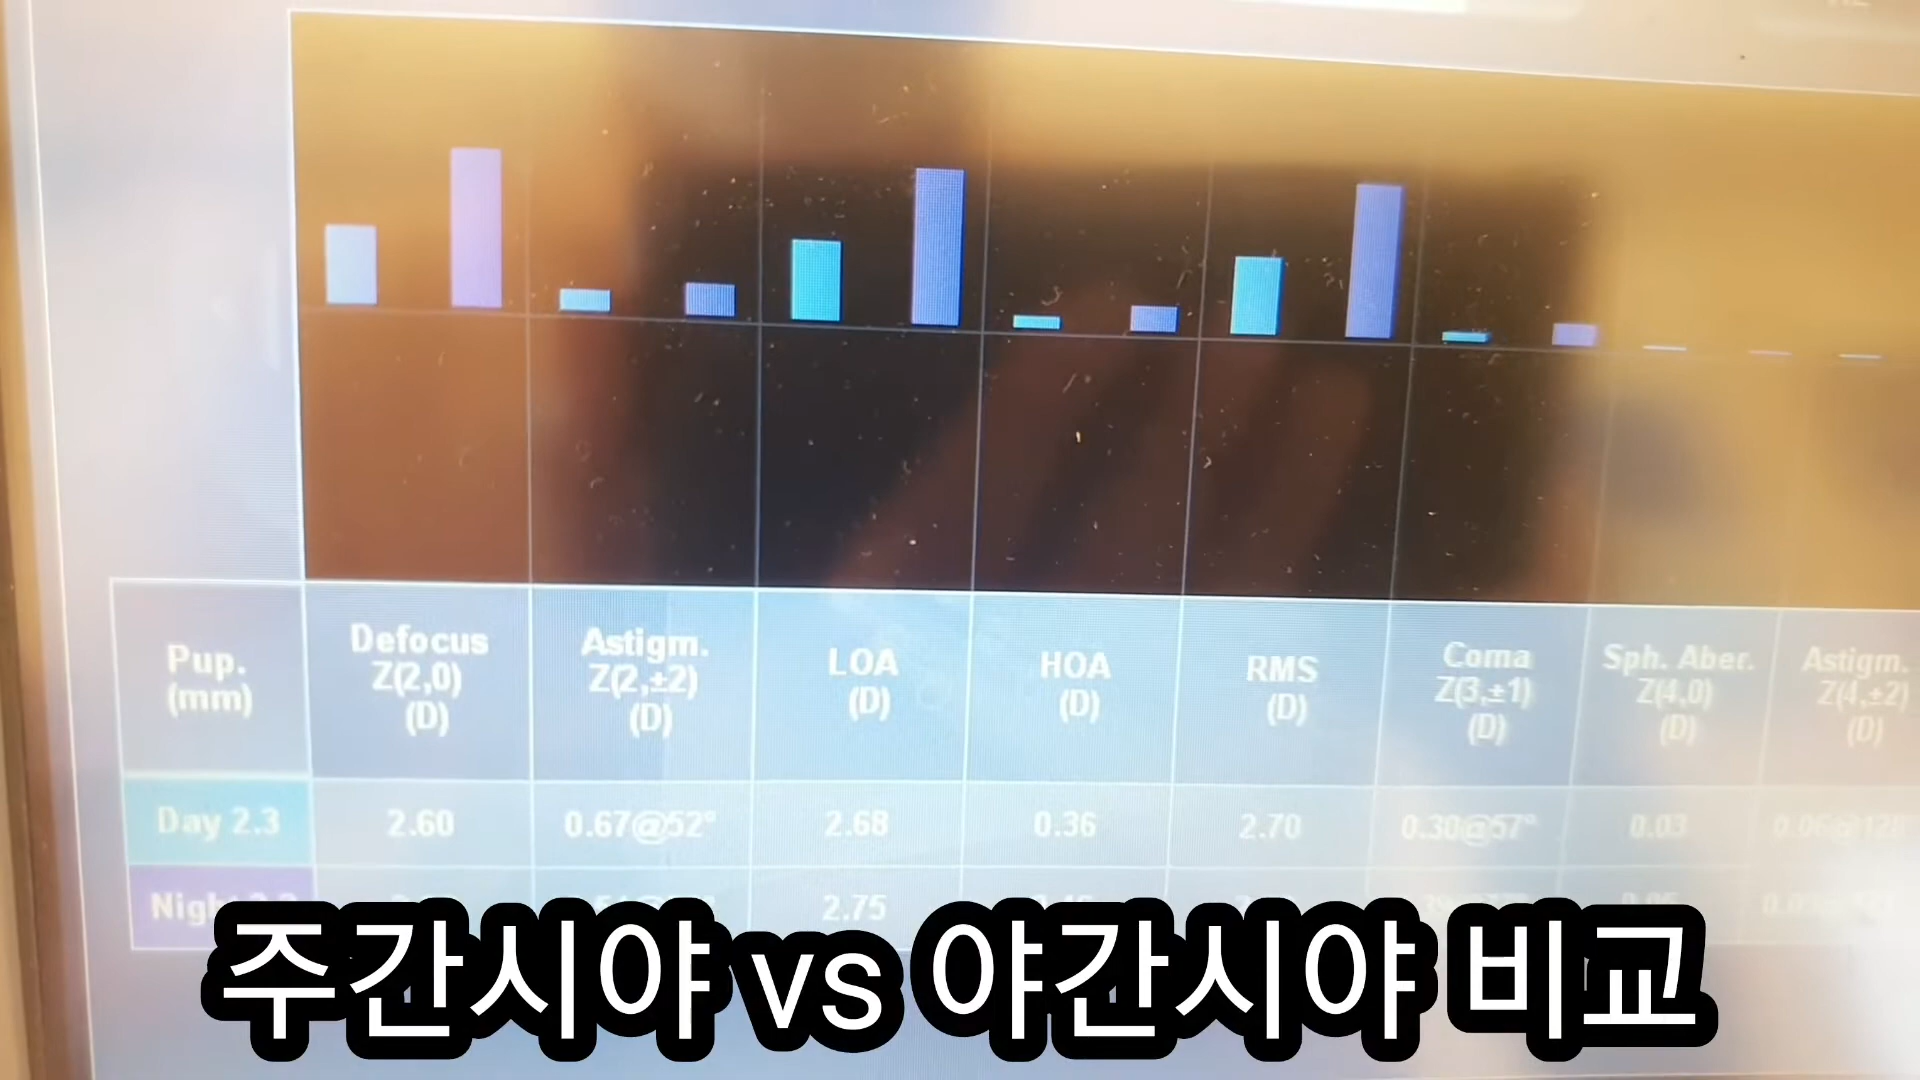 Pup.
(mm)
Defocus
Z(2,0)
(D)
Astigm.
Z(2,±2)
(D)
LOA
(D)
HOA
(D)
RMS
(D)
Coma
Z(3,±1)
(D)
Sph. Aber.
Z(4,0)
(D)
Astigm.
Z(4,±2)
(D)
Day 2.3 2.60 0.67@52° 2.68 0.36 2.70 0.30@57° 0.03
2.75
주간시야 vs 야간시야 비교